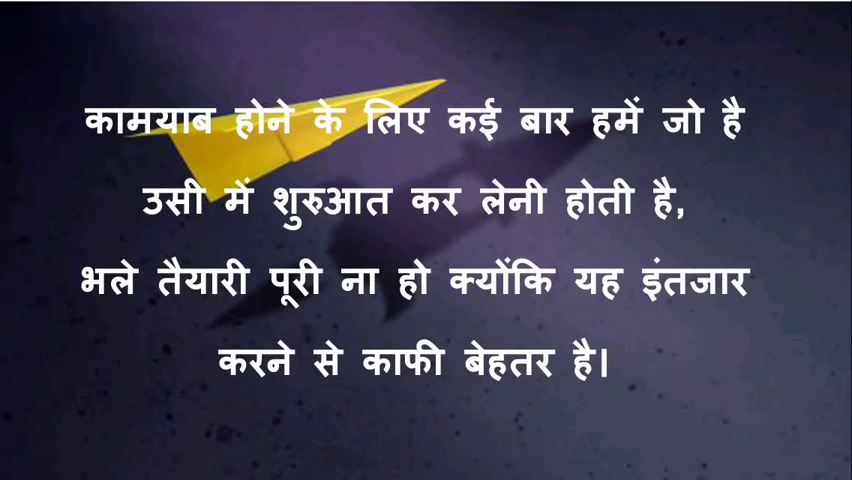 कामयाब होने के लिए कई बार हमें जो है
उसी में शुरुआत कर लेनी होती है,
भले तैयारी पूरी ना हो क्योंकि यह इंतजार
करने से काफी बेहतर है।